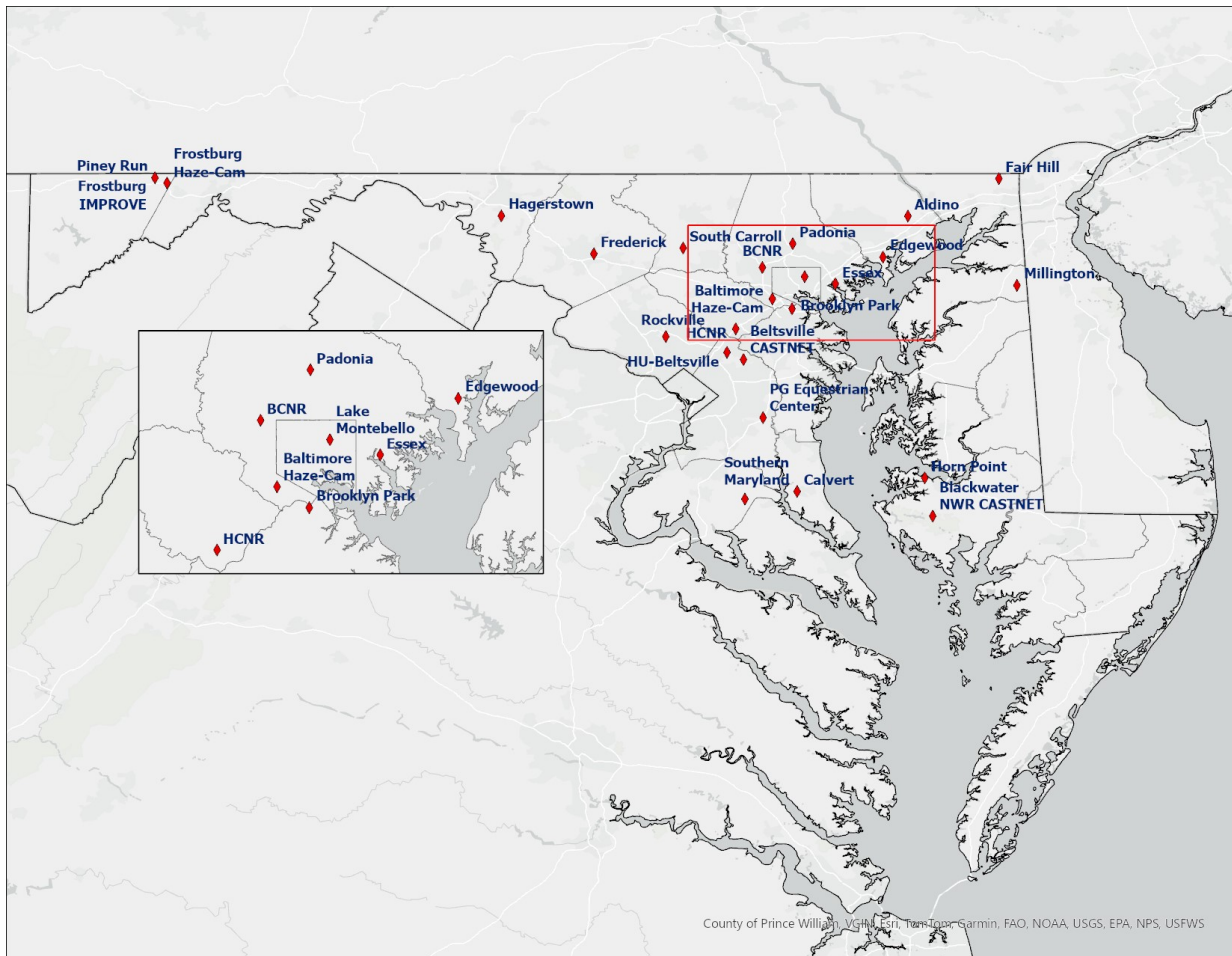 Piney Run
Frostburg
Haze-Cam
Frostburg
IMPROVE
Hagerstown
Frederick
South Carroll
BCNR
Padonia
Aldino
Fair Hill
Edgewood
Essex
Millington
Baltimore
Haze-Cam
Brooklyn Park
Rockville
HCNR
Beltsville
CASTNET
HU-Beltsville
PG Equestrian
Center
Southern
Maryland
Calvert
Horn Point
Blackwater
NWR CASTNET
Padonia
Edgewood
BCNR
Lake
Montebello
Essex
Baltimore
Haze-Cam
Brooklyn Park
HCNR
County of Prince William, VGIN, Esri, TomTom, Garmin, FAO, NOAA, USGS, EPA, NPS, USFWS